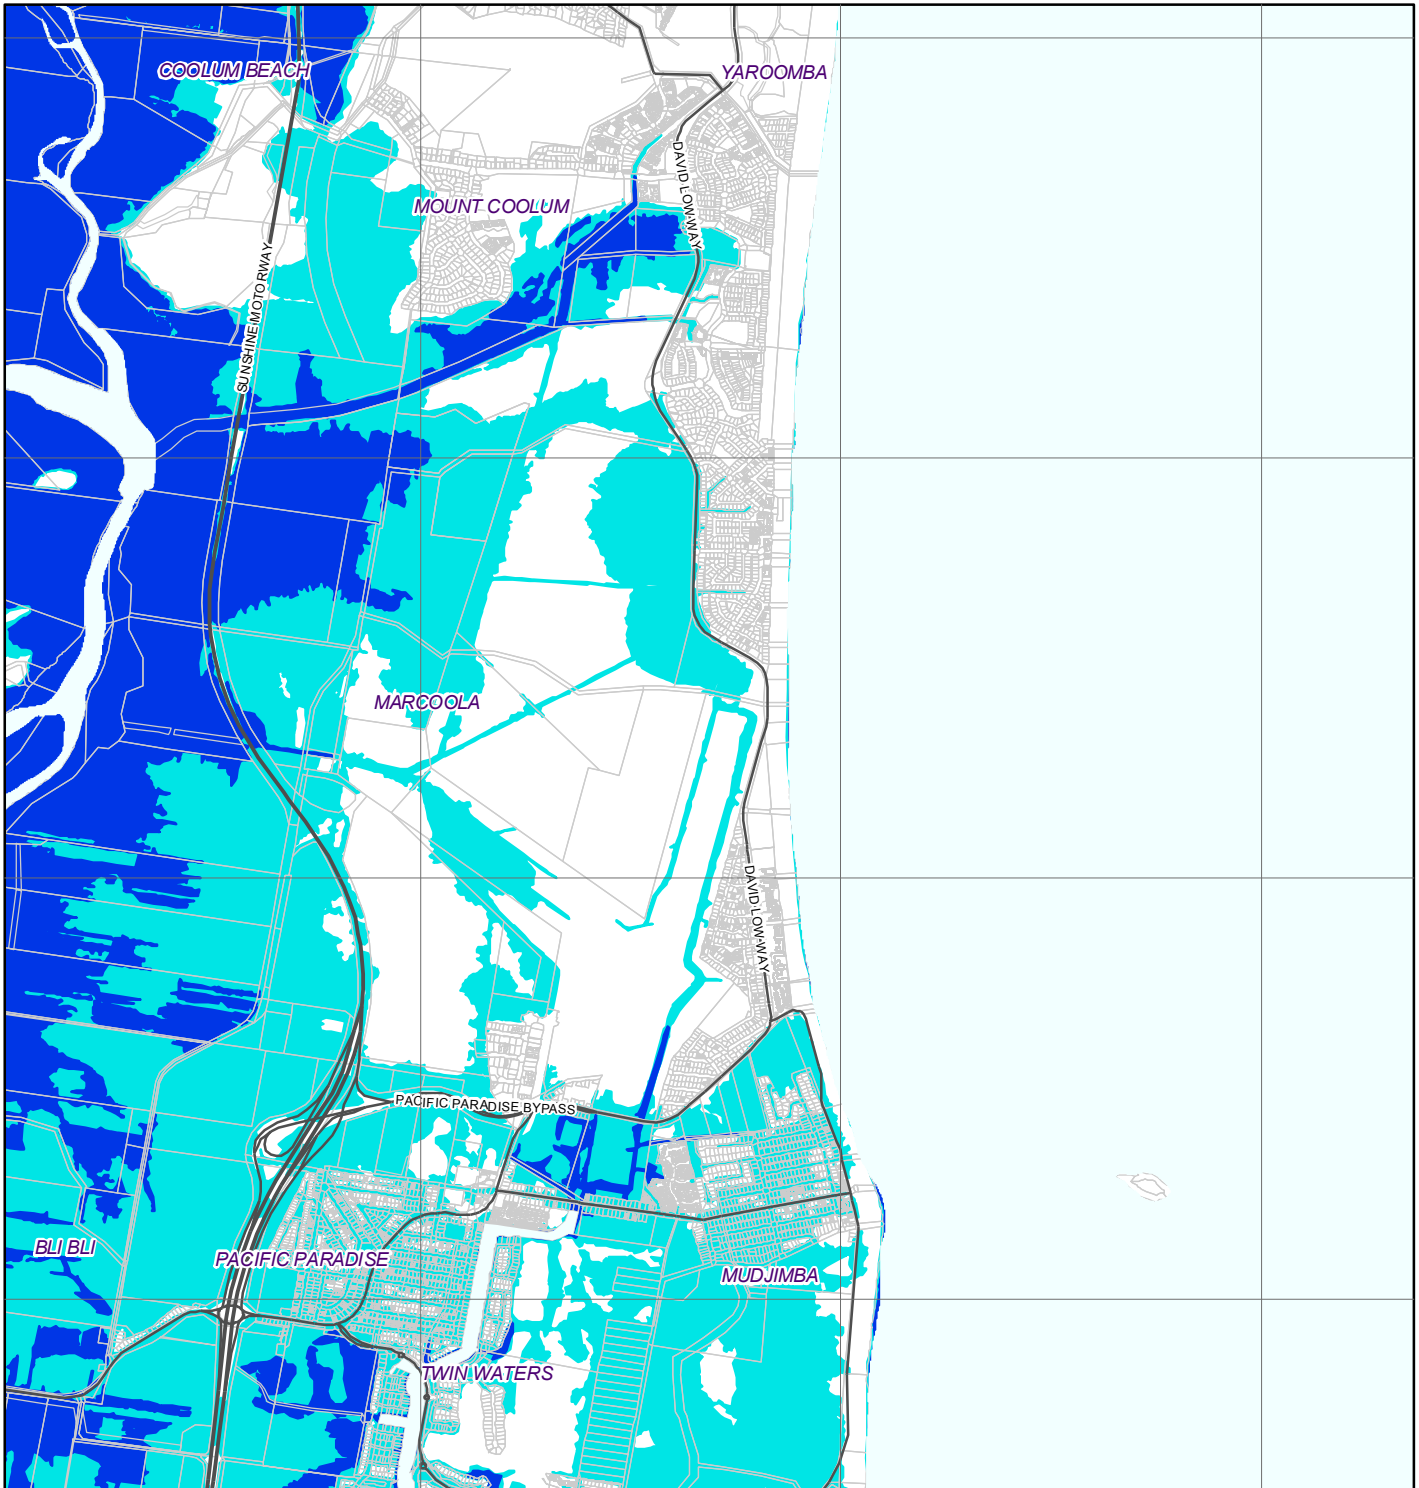 COOLUM BEACH
YAROOMBA
DAVID LOW WAY
MOUNT COOLUM
SUNSHINE MOTORWAY
MARCOOLA
DAVID LOW WAY
PACIFIC PARADISE BYPASS
BLI BLI
PACIFIC PARADISE
MUDJIMBA
TWIN WATERS